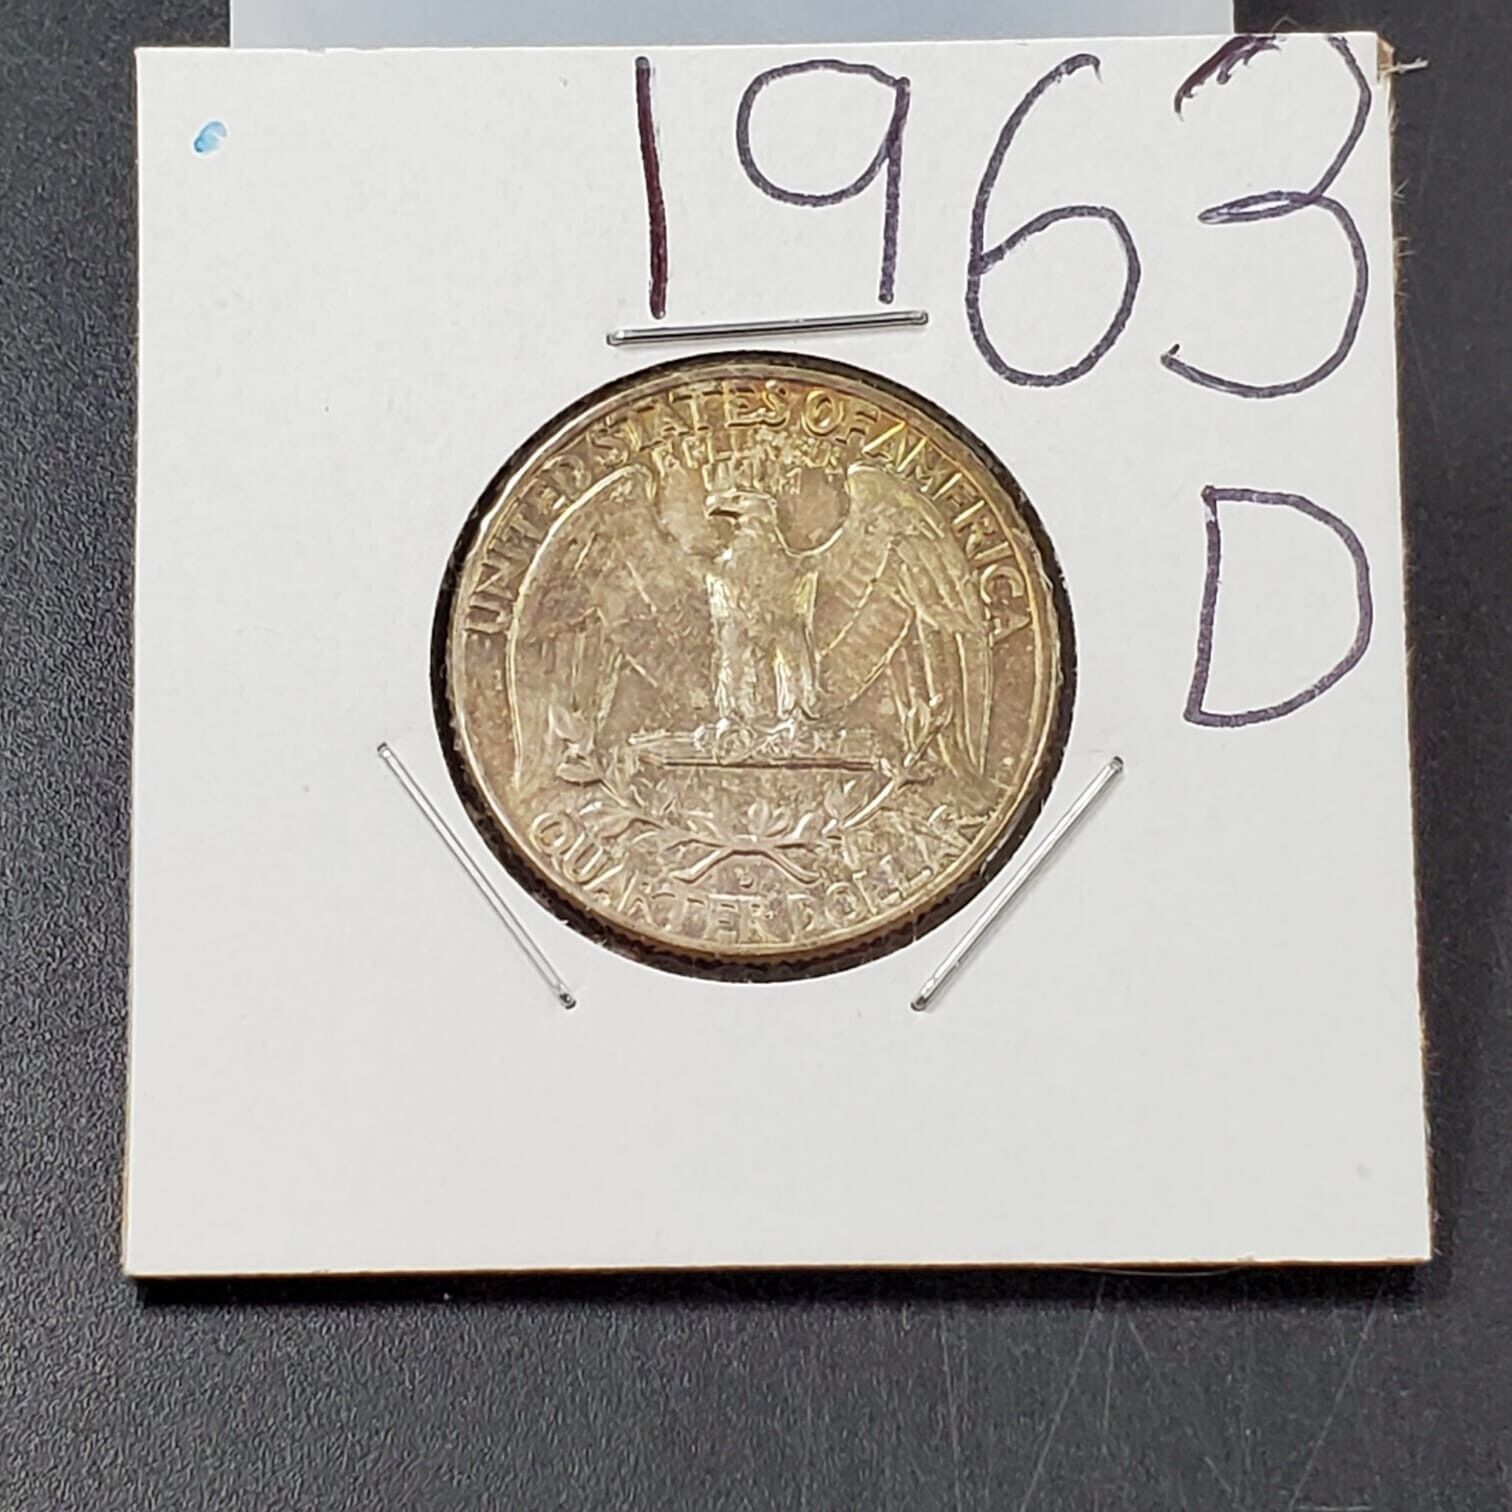 1963
D
UNITED STATES OF AMERICA
D
QUARTER DOLLAR